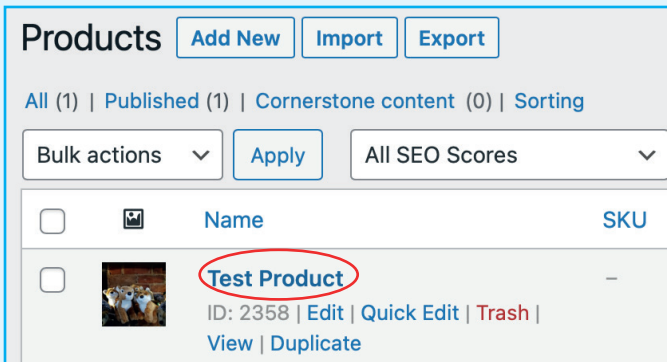 Products Add New Import Export
All (1) | Published (1) | Cornerstone content (0) | Sorting
Bulk actions Apply All SEO Scores
Name SKU
Test Product –
ID: 2358 | Edit | Quick Edit | Trash |
View | Duplicate